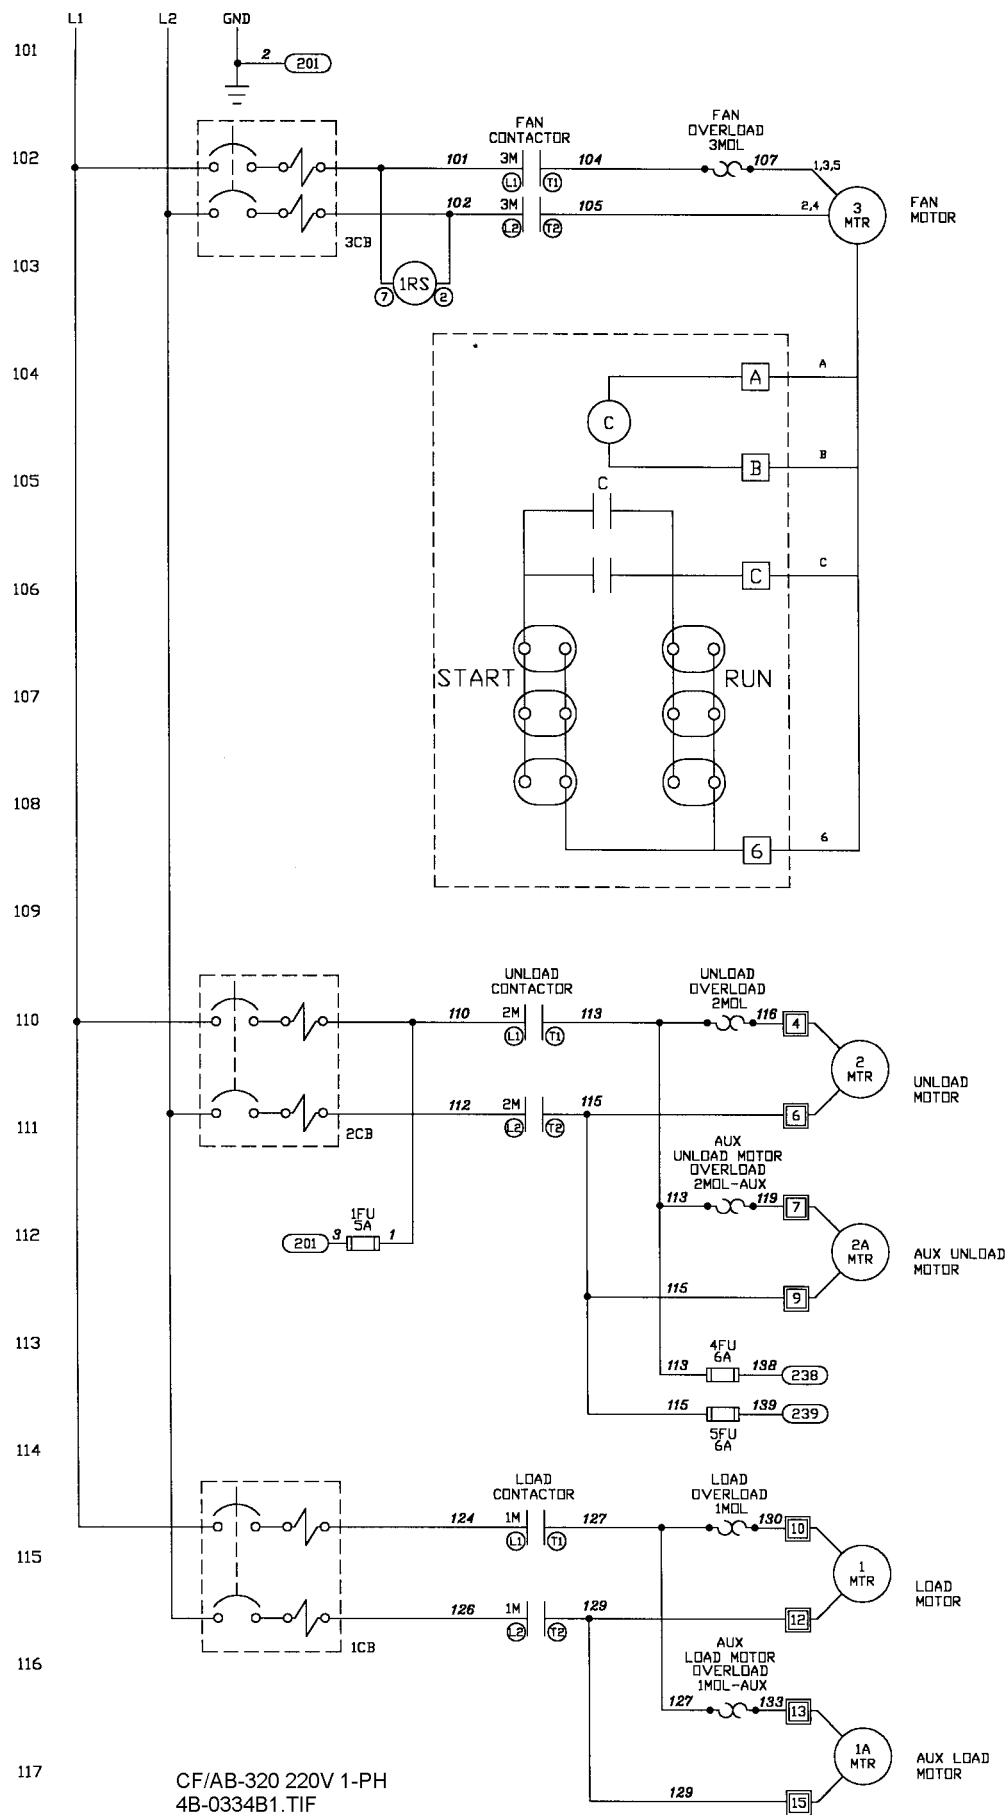 L1 L2 GND
101
2 201
FAN
CONTACTOR
FAN
OVERLOAD
3MOL
102
101 3M 104 107 1,3,5
L1 T1
102 3M 105 2,4
L2 T2
3
MTR
FAN
MOTOR
3CB
103
7 1RS 2
104
A A
C
B B
105
C
C C
106
START RUN
107
108
6 6
109
UNLOAD
CONTACTOR
UNLOAD
OVERLOAD
2MOL
110
110 2M 113 116 4
L1 T1
2
MTR
UNLOAD
MOTOR
111
112 2M 115 6
L2 T2
2CB
AUX
UNLOAD MOTOR
OVERLOAD
2MOL-AUX
113 119 7
112
1FU
5A
201 3 1
2A
MTR
AUX UNLOAD
MOTOR
115 9
113
4FU
6A
113 138 238
115 139 239
5FU
6A
114
LOAD
CONTACTOR
LOAD
OVERLOAD
1MOL
124 1M 127 130 10
L1 T1
115
1
MTR
LOAD
MOTOR
126 1M 129 12
L2 T2
1CB
116
AUX
LOAD MOTOR
OVERLOAD
1MOL-AUX
127 133 13
1A
MTR
AUX LOAD
MOTOR
117
129 15
CF/AB-320 220V 1-PH
4B-0334B1.TIF